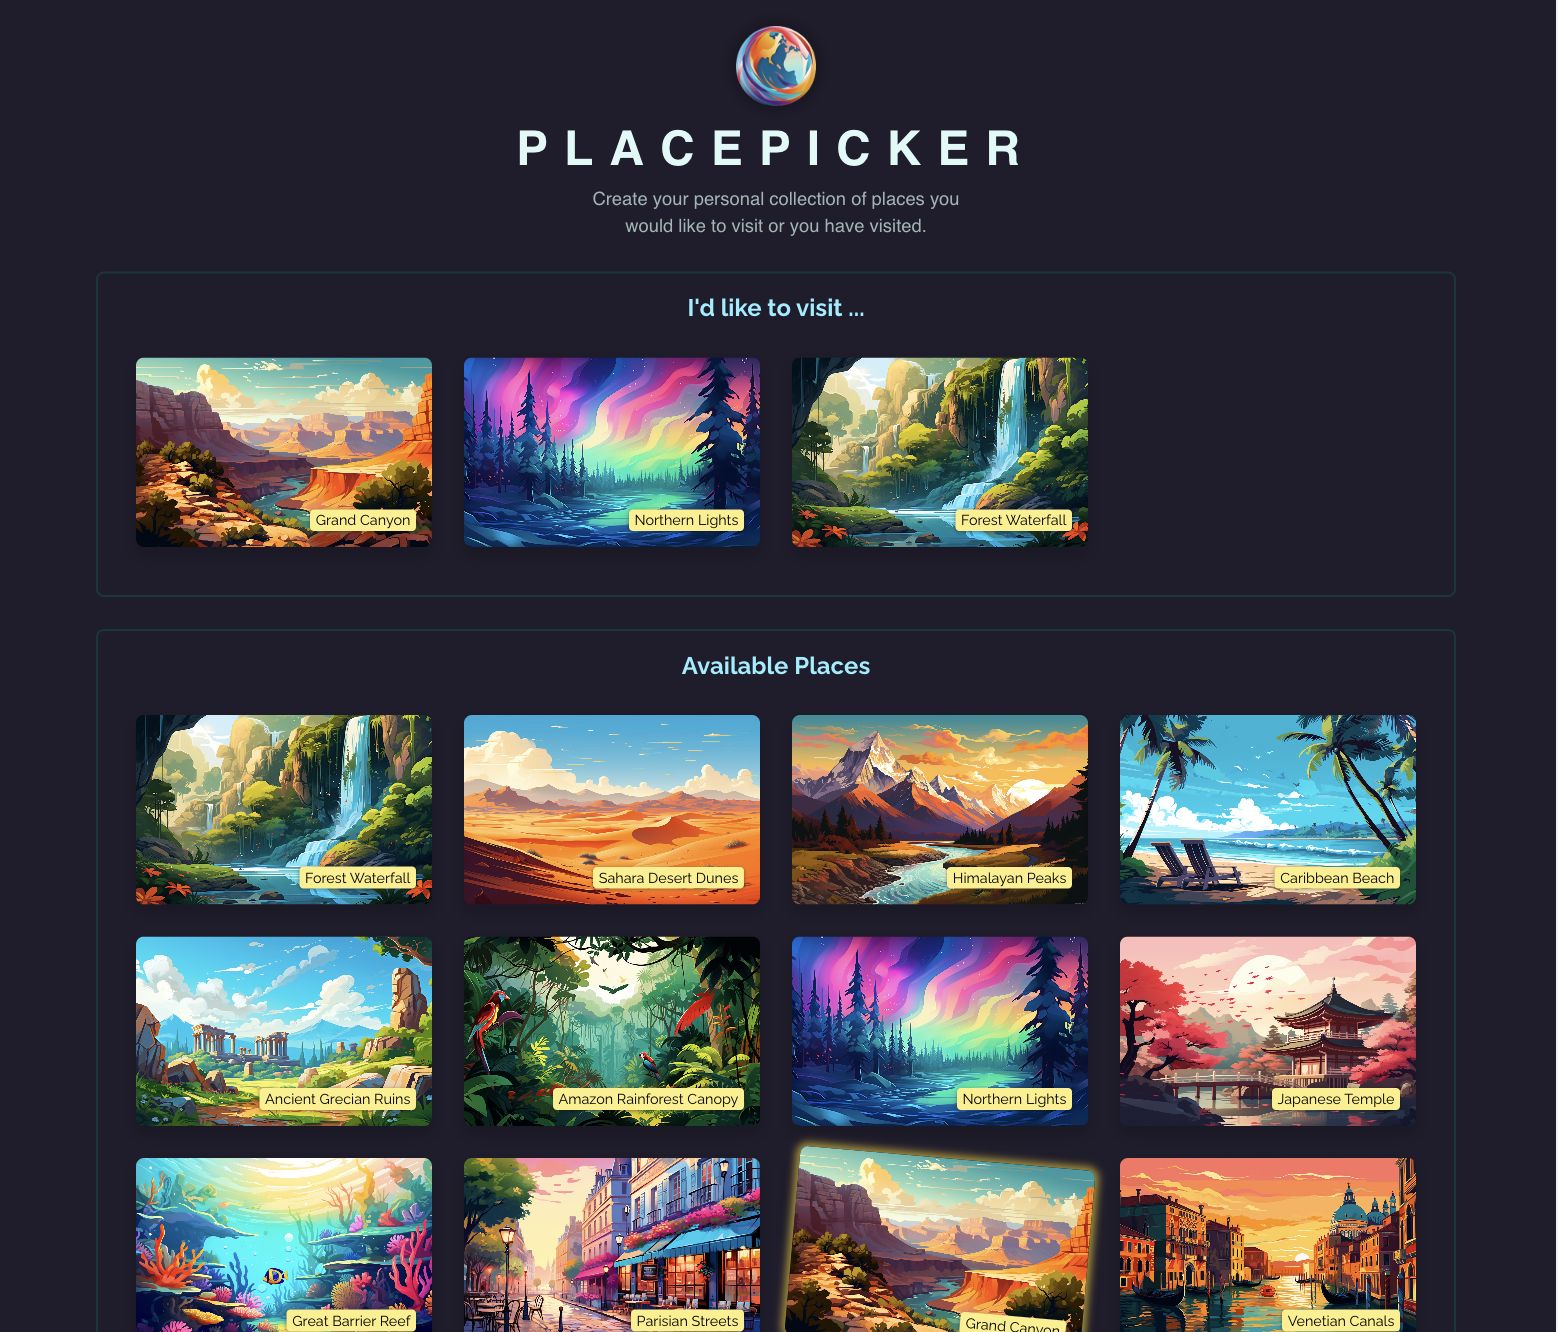 PLACEPICKER
Create your personal collection of places you
would like to visit or you have visited.
I'd like to visit ...
Grand Canyon
Northern Lights
Forest Waterfall
Available Places
Forest Waterfall
Sahara Desert Dunes
Himalayan Peaks
Caribbean Beach
Ancient Grecian Ruins
Amazon Rainforest Canopy
Northern Lights
Japanese Temple
Great Barrier Reef
Parisian Streets
Grand Canyon
Venetian Canals